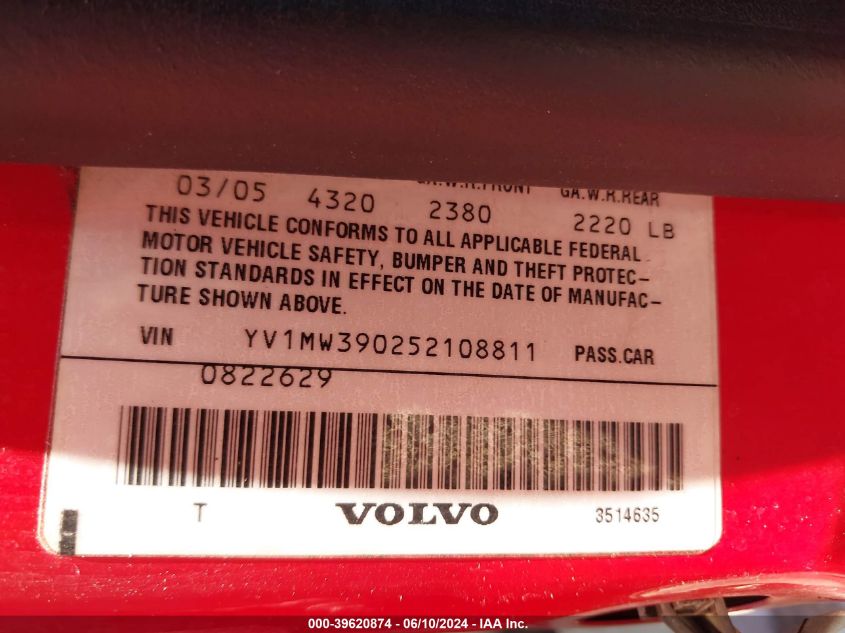 G.A.W.R.FRONT GA.W.R.REAR
03/05 4320 2380 2220 LB
THIS VEHICLE CONFORMS TO ALL APPLICABLE FEDERAL
MOTOR VEHICLE SAFETY, BUMPER AND THEFT PROTEC-
TION STANDARDS IN EFFECT ON THE DATE OF MANUFAC-
TURE SHOWN ABOVE.
VIN YV1MW390252108811 PASS.CAR
0822629
T VOLVO 3514635
000-39620874 - 06/10/2024 - IAA Inc.